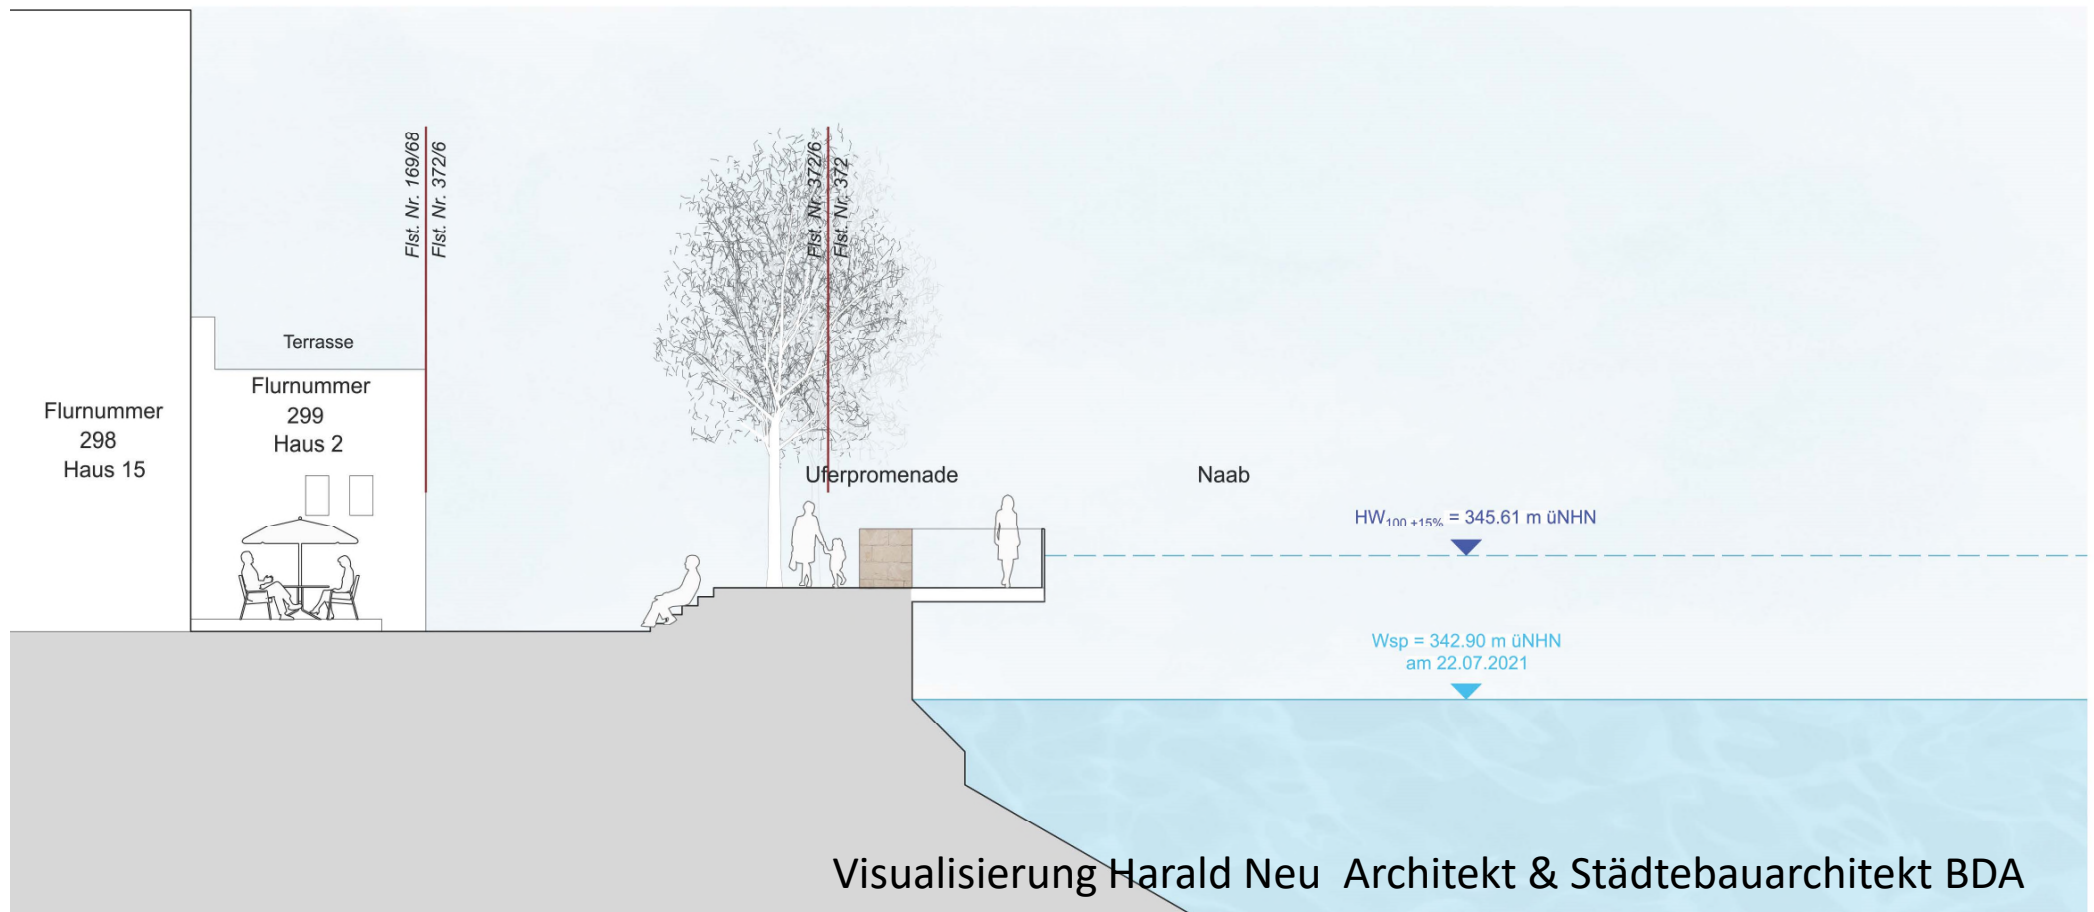 Flst. Nr. 169/68
Flst. Nr. 372/6
Flst. Nr. 372/6
Flst. Nr. 372
Terrasse
Flurnummer
299
Haus 2
Flurnummer
298
Haus 15
Uferpromenade
Naab
HW100 +15% = 345.61 m üNHN
Wsp = 342.90 m üNHN
am 22.07.2021
Visualisierung Harald Neu  Architekt & Städtebauarchitekt BDA